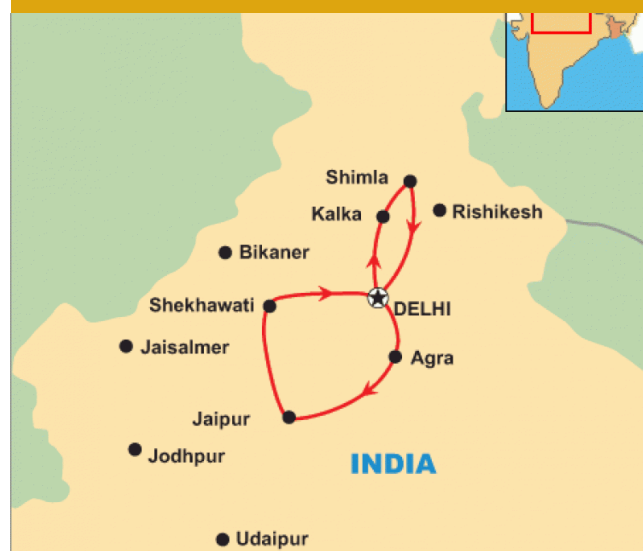 Shimla
Kalka
Rishikesh
Bikaner
Shekhawati
DELHI
Jaisalmer
Agra
Jaipur
Jodhpur
INDIA
Udaipur